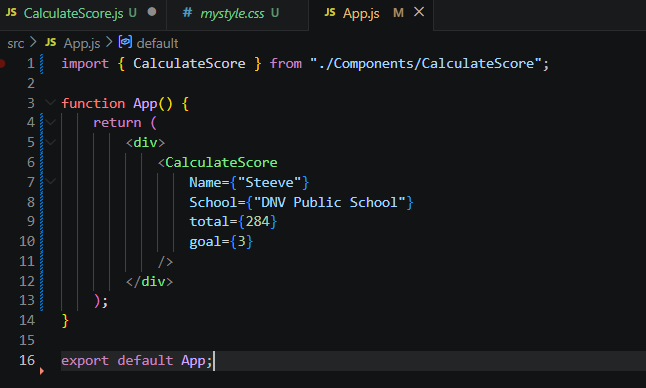 JS CalculateScore.js U # mystyle.css U JS App.js M
src > JS App.js > default
1 import { CalculateScore } from "./Components/CalculateScore";
2
3 function App() {
4 return (
5 <div>
6 <CalculateScore
7 Name={"Steeve"}
8 School={"DNV Public School"}
9 total={284}
10 goal={3}
11 />
12 </div>
13 );
14 }
15
16 export default App;